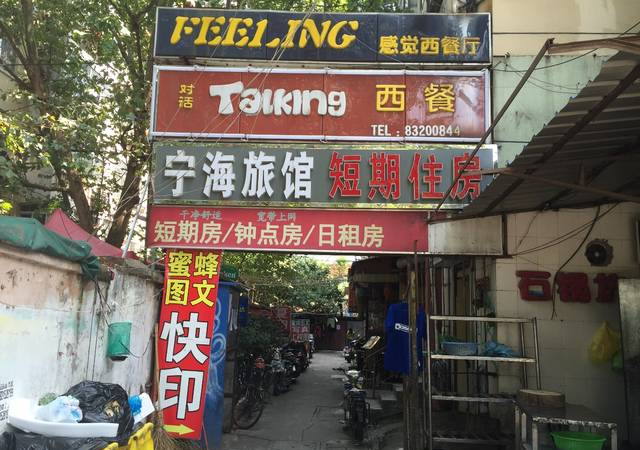 FEELING
感觉西餐厅
对话 Talking 西餐
TEL：83200844
宁海旅馆 短期住房
干净舒适 宽带上网
短期房/钟点房/日租房
蜜蜂图文
快印
石锅